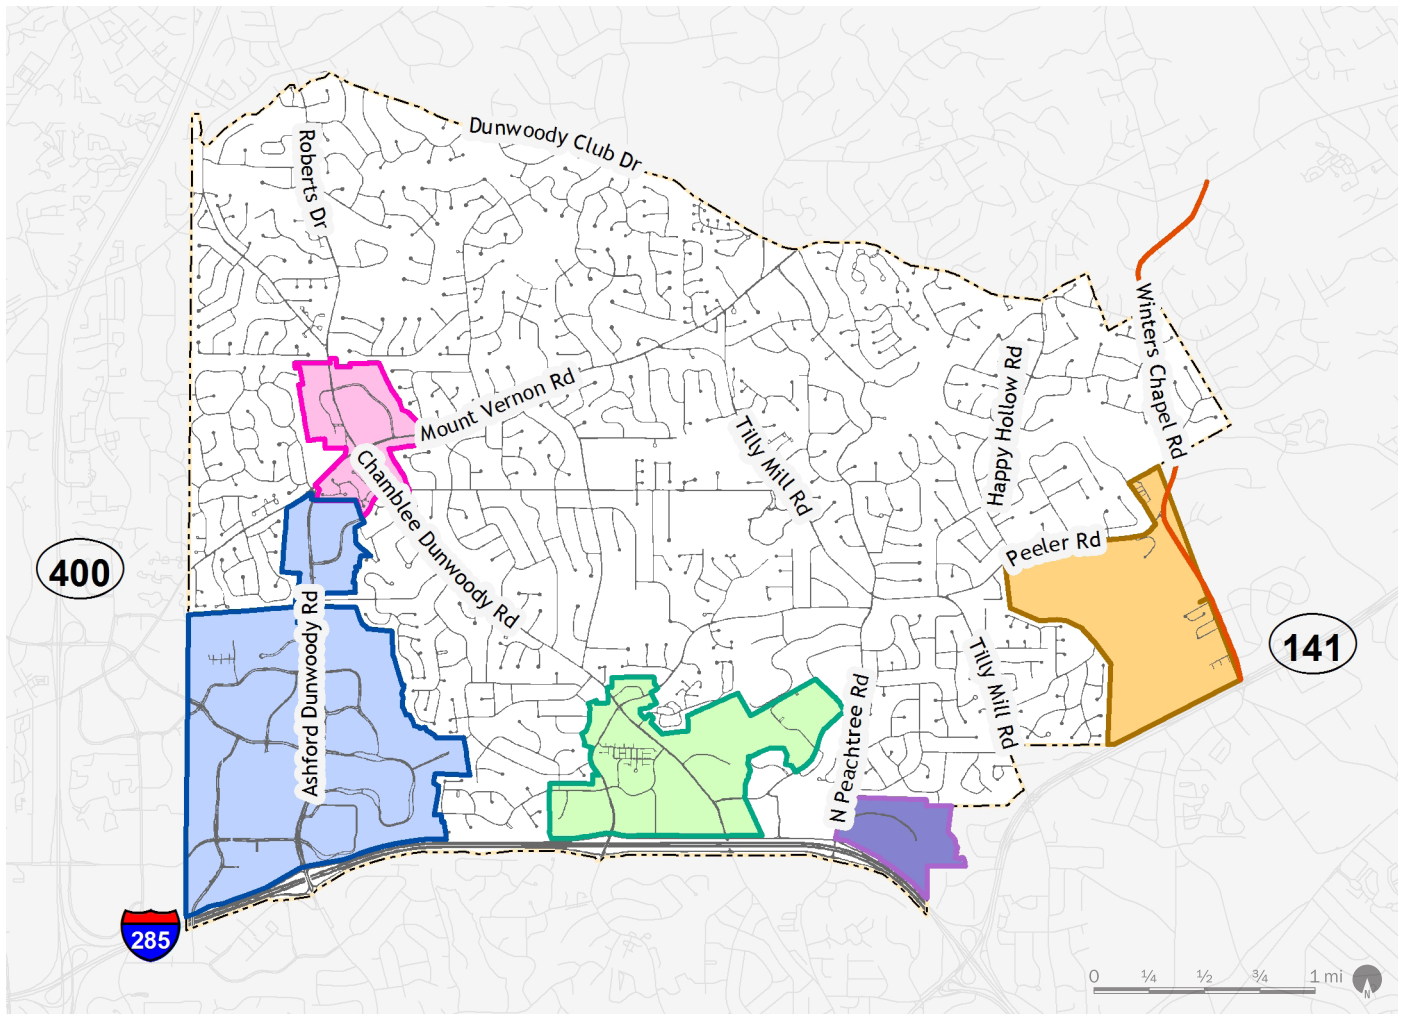 Dunwoody Club Dr
Roberts Dr
Winters Chapel Rd
Happy Hollow Rd
Mount Vernon Rd
Tilly Mill Rd
Chamblee Dunwoody Rd
Peeler Rd
400
Ashford Dunwoody Rd
141
Tilly Mill Rd
N Peachtree Rd
285
0 ¼ ½ ¾ 1 mi
N